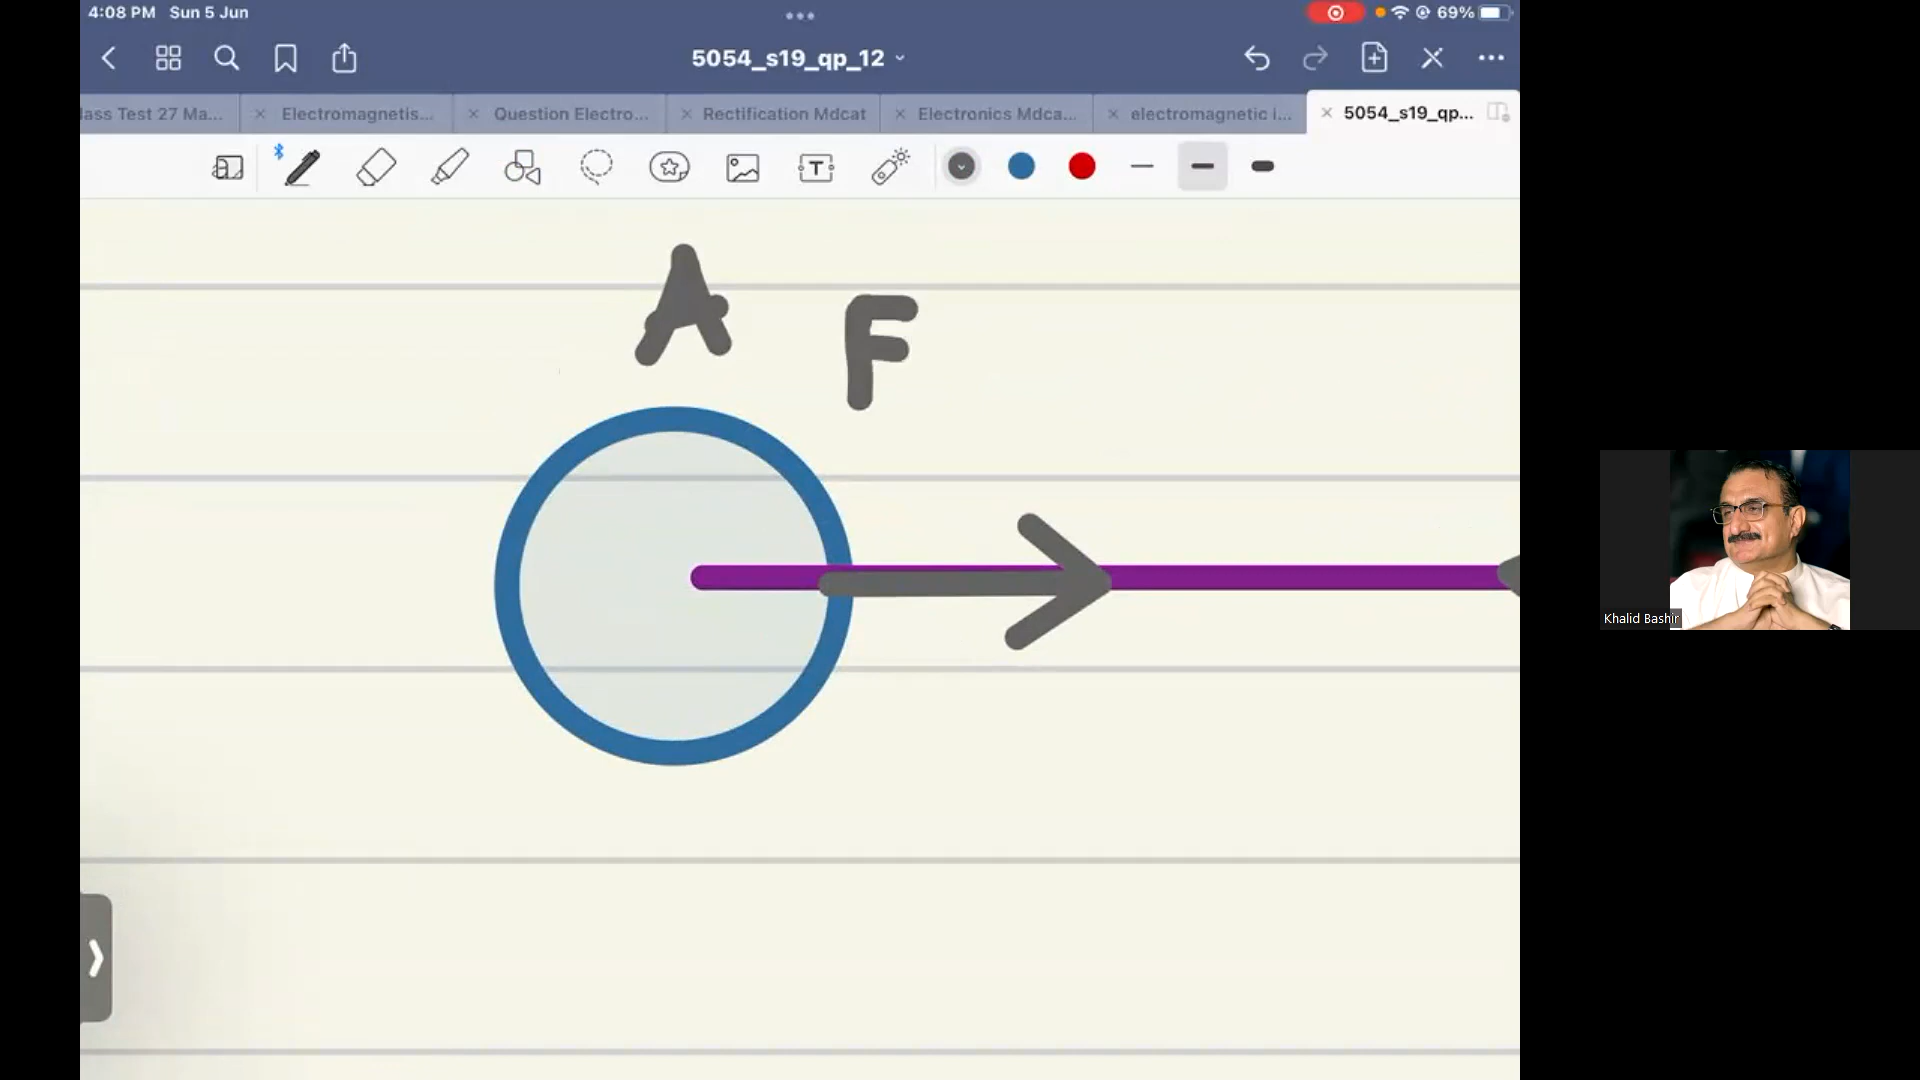 4:08 PM Sun 5 Jun
69%
5054_s19_qp_12
lass Test 27 Ma...
Electromagnetis...
Question Electro...
Rectification Mdcat
Electronics Mdca...
electromagnetic i...
5054_s19_qp...
T
A
F
Khalid Bashir